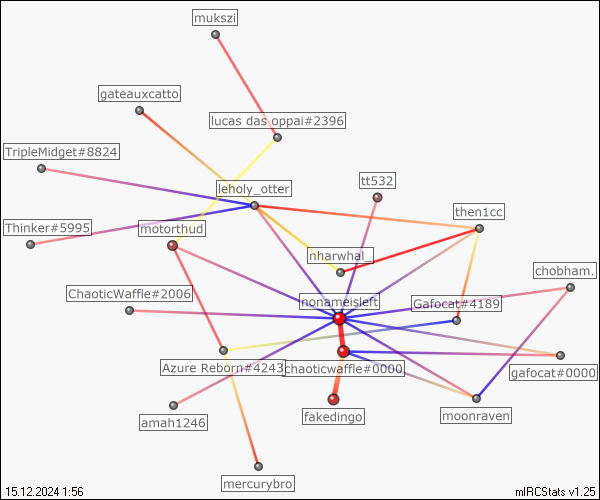 mukszi
gateauxcatto
lucas das oppai#2396
TripleMidget#8824
tt532
leholy_otter
then1cc
Thinker#5995
motorthud
nharwhal_
chobham.
ChaoticWaffle#2006
nonameisleft
Gafocat#4189
Azure Reborn#4243
chaoticwaffle#0000
gafocat#0000
amah1246
fakedingo
moonraven
mercurybro
15.12.2024 1:56
mIRCStats v1.25